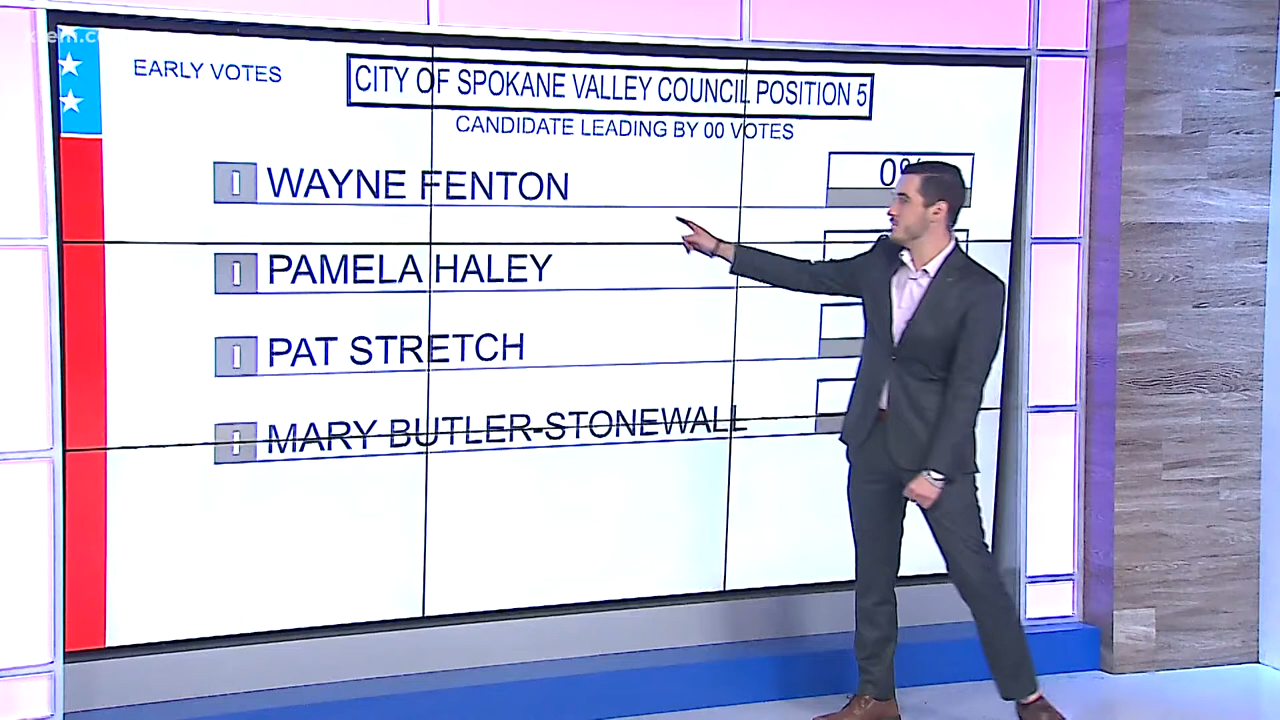 EARLY VOTES
CITY OF SPOKANE VALLEY COUNCIL POSITION 5
CANDIDATE LEADING BY 00 VOTES
I WAYNE FENTON
I PAMELA HALEY
I PAT STRETCH
I MARY BUTLER-STONEWALL